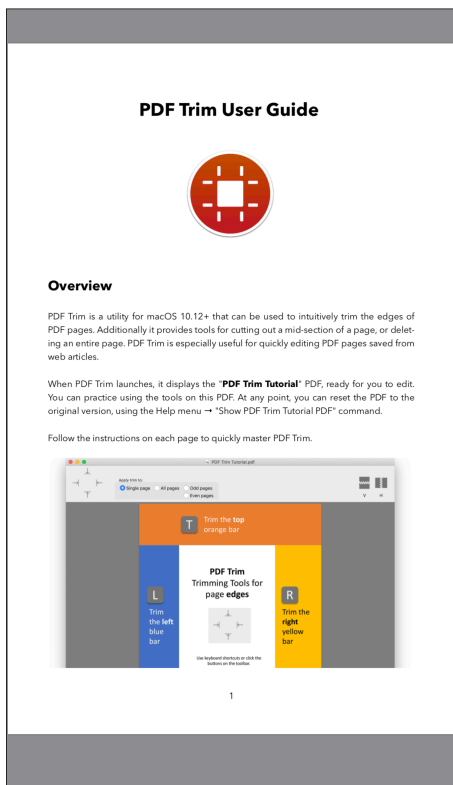 PDF Trim User Guide
Overview
PDF Trim is a utility for macOS 10.12+ that can be used to intuitively trim the edges of
PDF pages. Additionally it provides tools for cutting out a mid-section of a page, or delet-
ing an entire page. PDF Trim is especially useful for quickly editing PDF pages saved from
web articles.
When PDF Trim launches, it displays the "PDF Trim Tutorial" PDF, ready for you to edit.
You can practice using the tools on this PDF. At any point, you can reset the PDF to the
original version, using the Help menu → "Show PDF Trim Tutorial PDF" command.
Follow the instructions on each page to quickly master PDF Trim.
PDF Trim Tutorial.pdf
Apply trim to:
Single page All pages Odd pages
Even pages
V H
T Trim the top
orange bar
PDF Trim
Trimming Tools for
page edges
L
Trim
the left
blue
bar
R
Trim the
right
yellow
bar
Use keyboard shortcuts or click the
buttons on the toolbar.
1